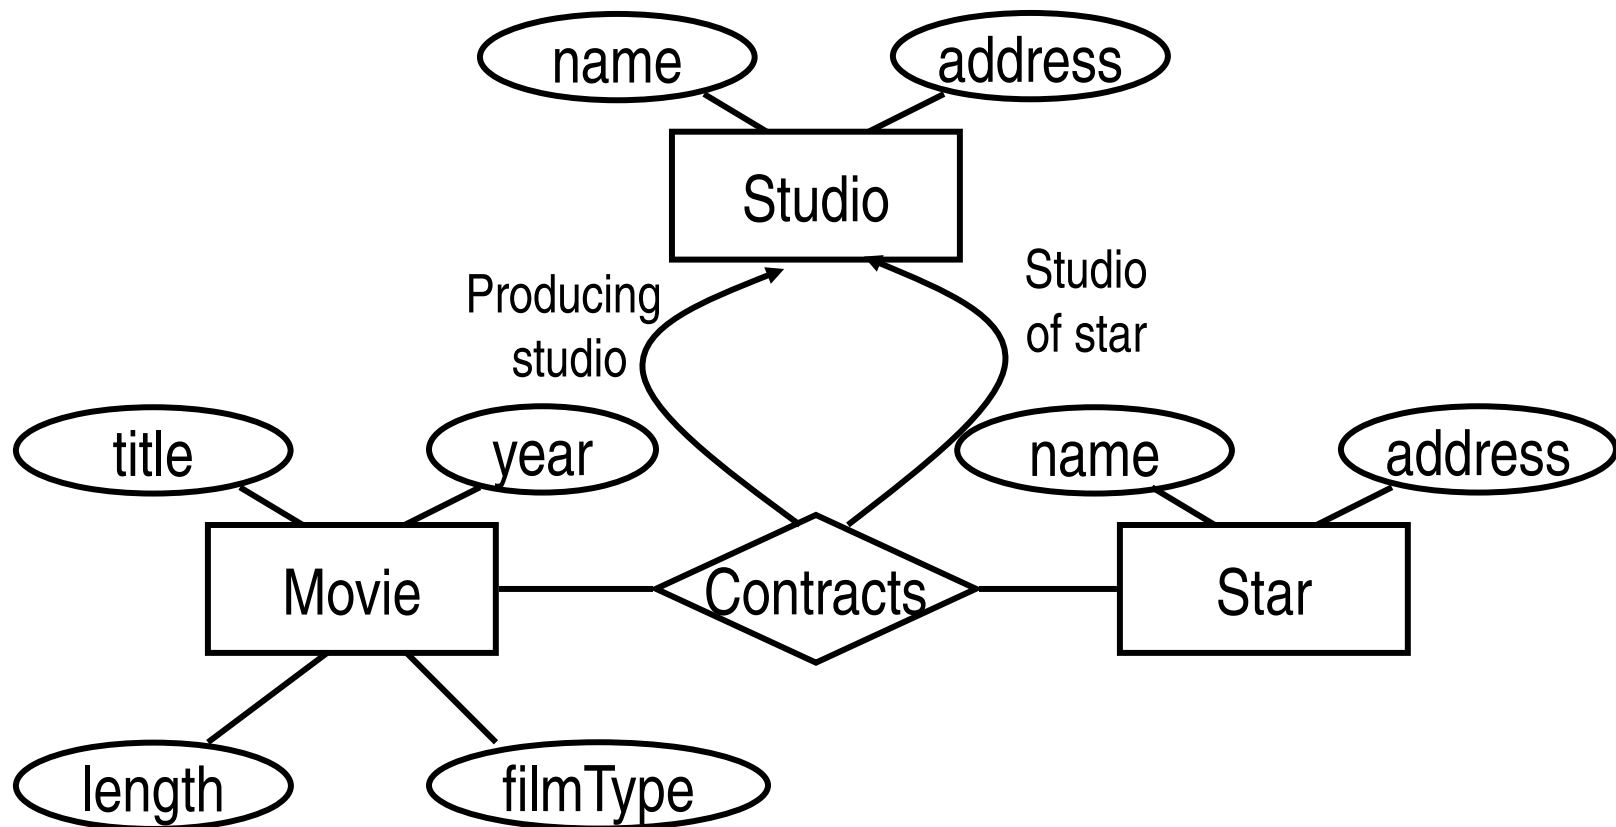 name
address
Studio
Producing
studio
Studio
of star
title
year
name
address
Movie
Contracts
Star
length
filmType